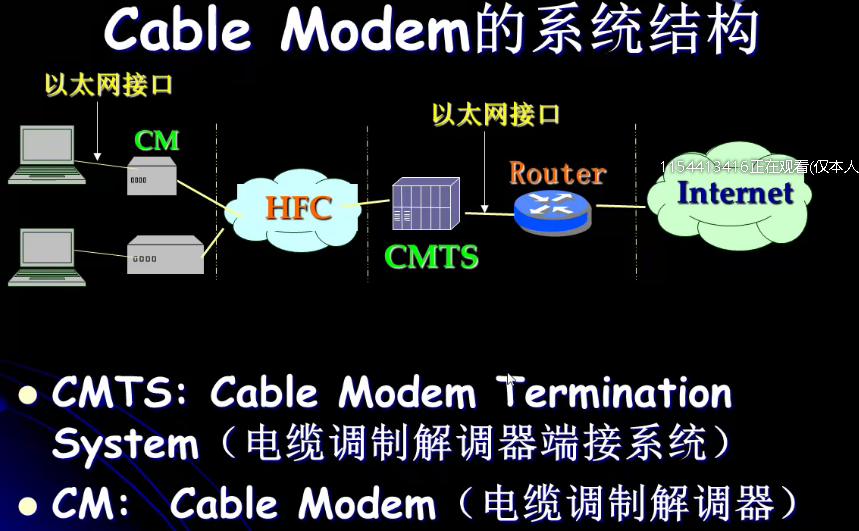 Cable Modem的系统结构
以太网接口
以太网接口
CM
Router
1154413416正在观看(仅本人
HFC
Internet
CMTS
CMTS: Cable Modem Termination
System（电缆调制解调器端接系统）
CM: Cable Modem（电缆调制解调器）